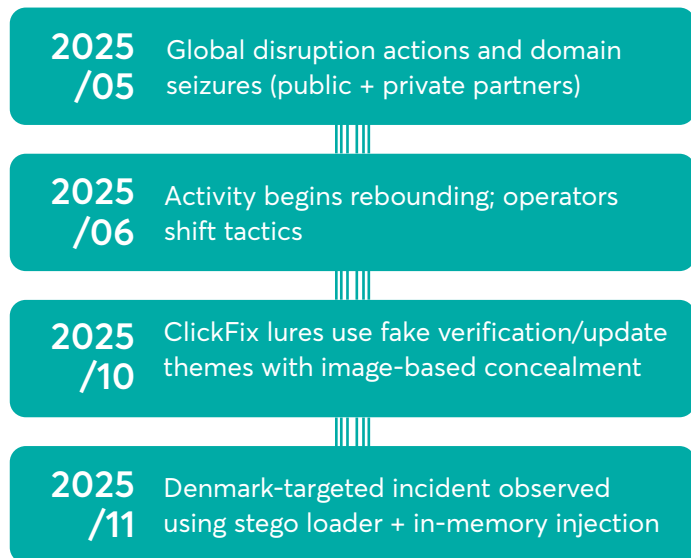 2025
/05
Global disruption actions and domain
seizures (public + private partners)
2025
/06
Activity begins rebounding; operators
shift tactics
2025
/10
ClickFix lures use fake verification/update
themes with image-based concealment
2025
/11
Denmark-targeted incident observed
using stego loader + in-memory injection